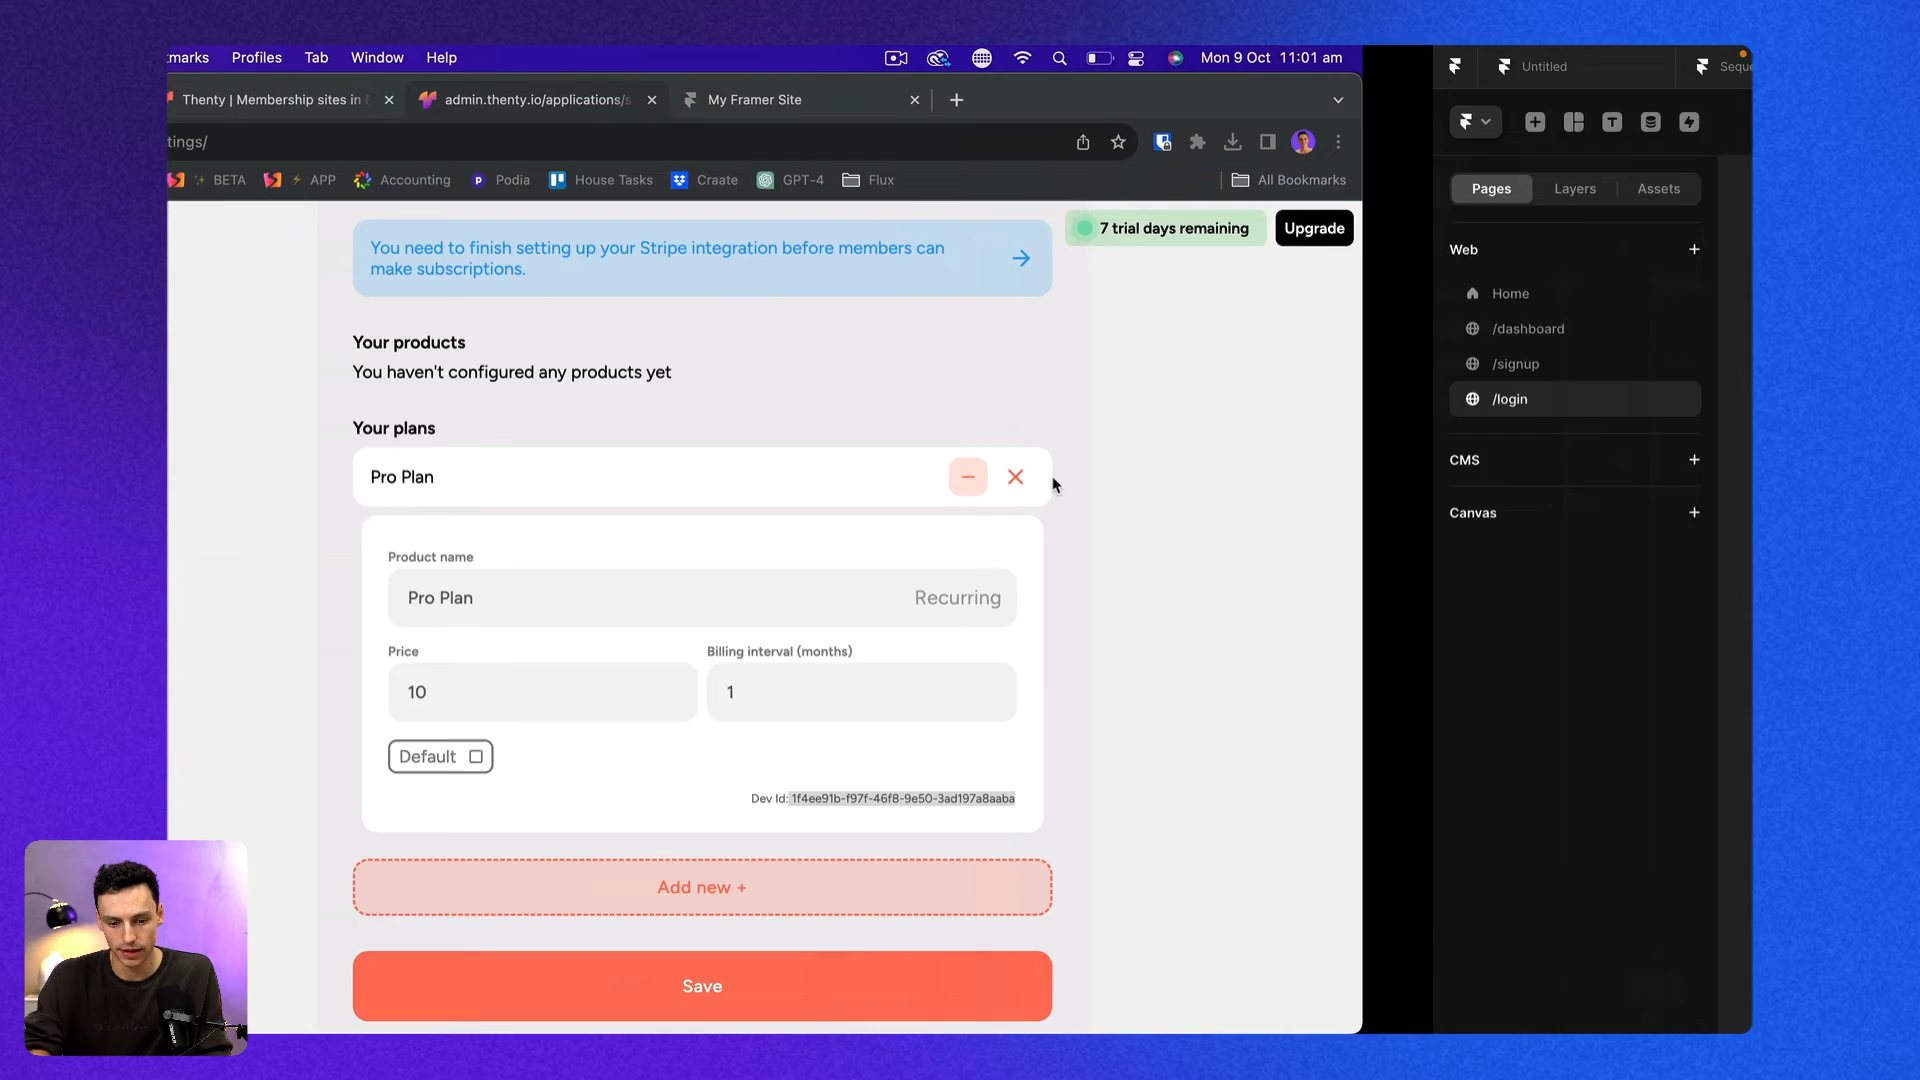 Profiles
Tab
Window
Help
Mon 9 Oct 11:01 am
Thenty | Membership sites in
admin.thenty.io/applications/s
My Framer Site
tings/
BETA
APP
Accounting
Podia
House Tasks
Craate
GPT-4
Flux
All Bookmarks
You need to finish setting up your Stripe integration before members can
make subscriptions.
7 trial days remaining
Upgrade
Your products
You haven't configured any products yet
Your plans
Pro Plan
Product name
Pro Plan
Recurring
Price
Billing interval (months)
10
1
Default
Dev Id: 1f4ee91b-f97f-46f8-9e50-3ad197a8aaba
Add new +
Save
Untitled
Seque
Pages
Layers
Assets
Web
Home
/dashboard
/signup
/login
CMS
Canvas